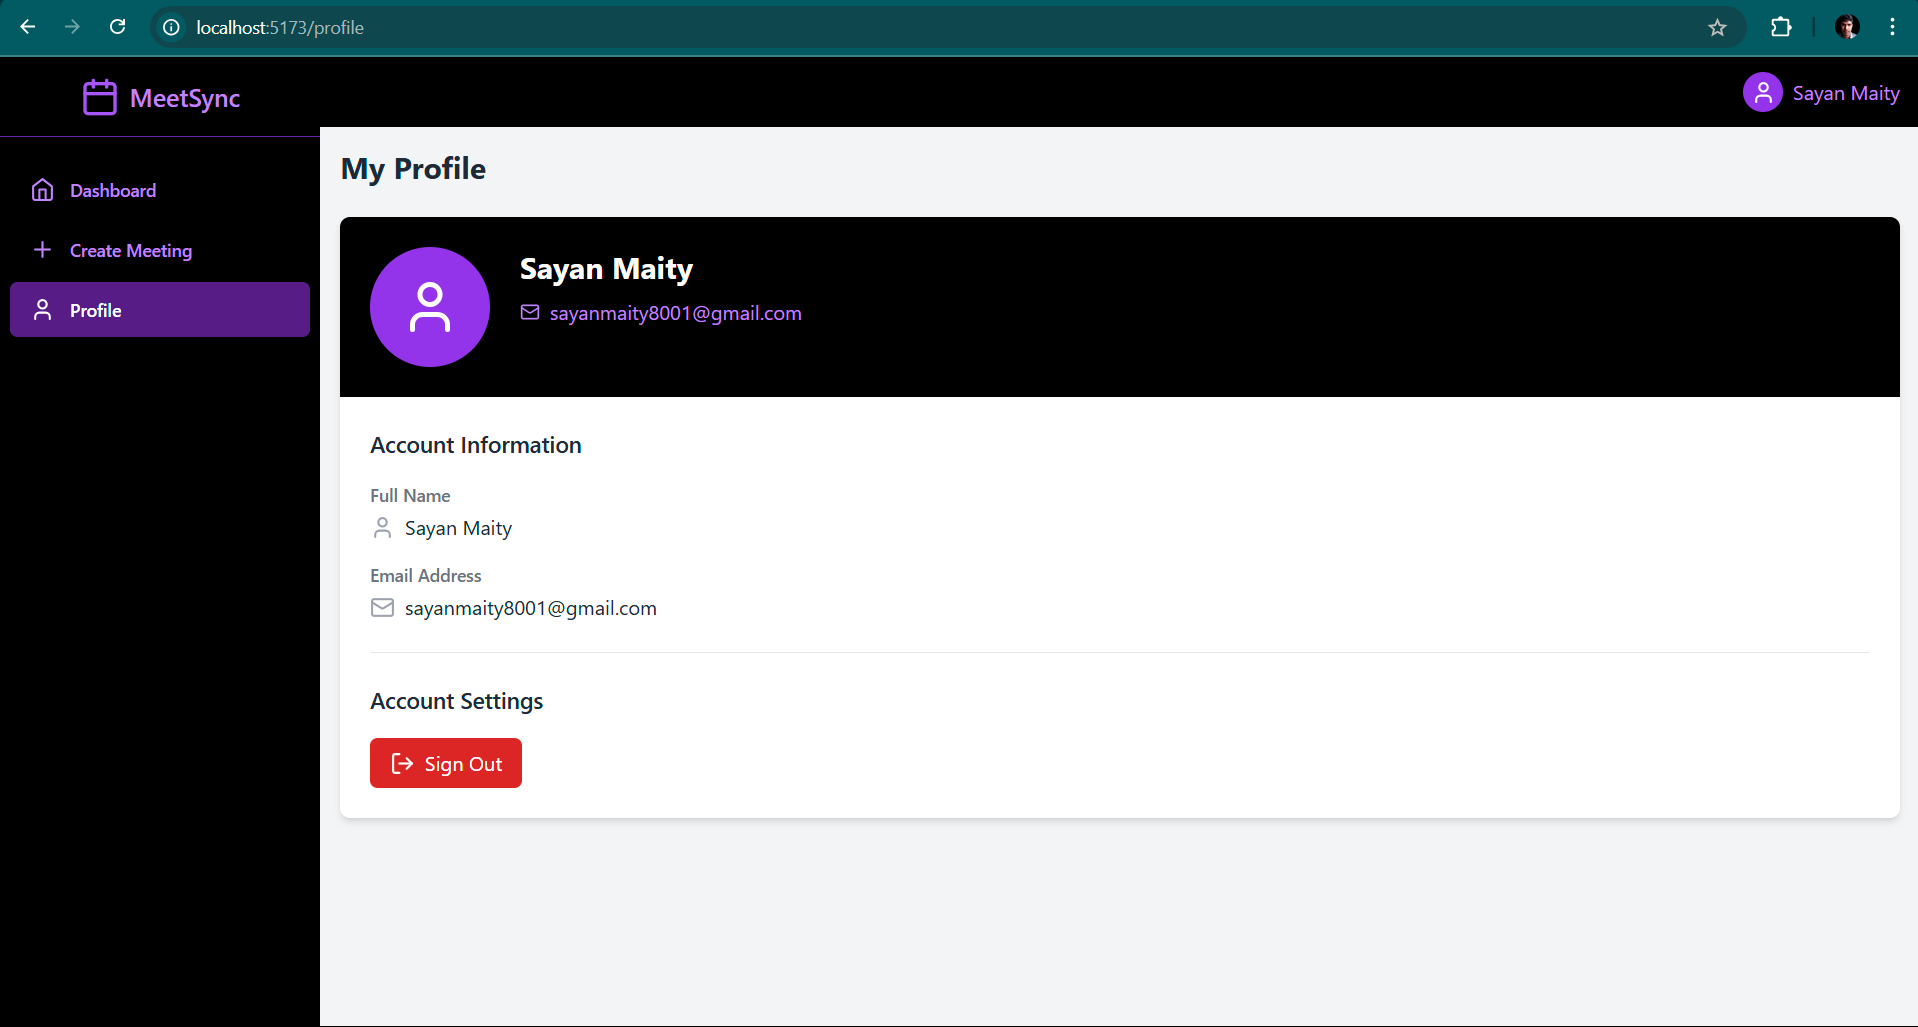 localhost:5173/profile
MeetSync
Sayan Maity
Dashboard
Create Meeting
Profile
My Profile
Sayan Maity
sayanmaity8001@gmail.com
Account Information
Full Name
Sayan Maity
Email Address
sayanmaity8001@gmail.com
Account Settings
Sign Out